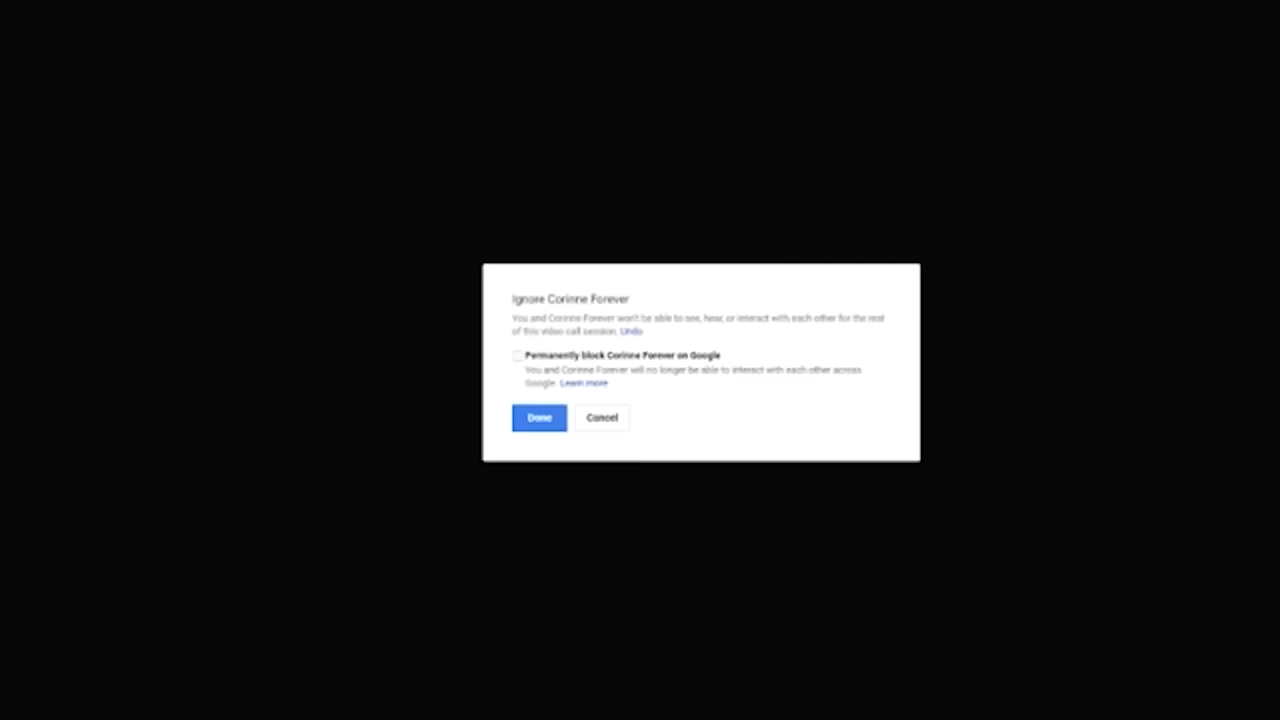 Ignore Corinne Forever
You and Corinne Forever won't be able to see, hear, or interact with each other for the rest
of this video call session. Undo
Permanently block Corinne Forever on Google
You and Corinne Forever will no longer be able to interact with each other across
Google. Learn more
Done Cancel